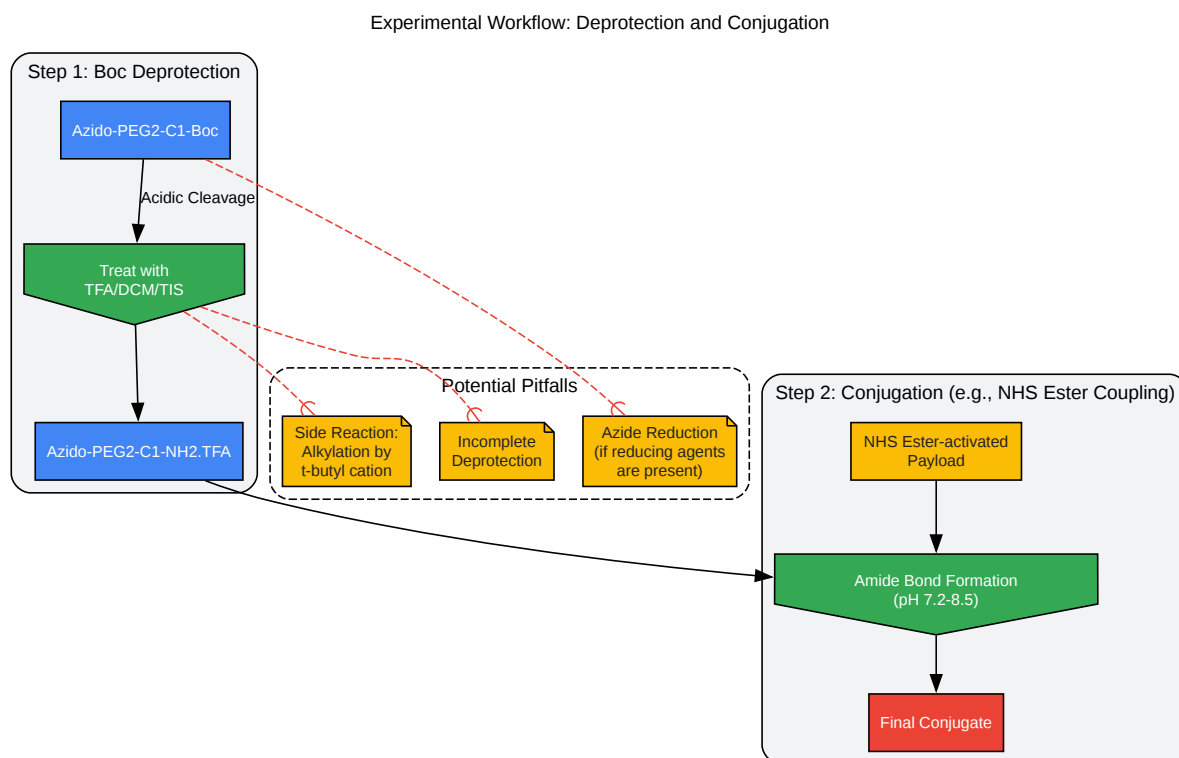 Experimental Workflow: Deprotection and Conjugation
Step 1: Boc Deprotection
Azido-PEG2-C1-Boc
Acidic Cleavage
Treat with
TFA/DCM/TIS
Azido-PEG2-C1-NH2.TFA
Potential Pitfalls
Side Reaction:
Alkylation by
t-butyl cation
Incomplete
Deprotection
Azide Reduction
(if reducing agents
are present)
Step 2: Conjugation (e.g., NHS Ester Coupling)
NHS Ester-activated
Payload
Amide Bond Formation
(pH 7.2-8.5)
Final Conjugate